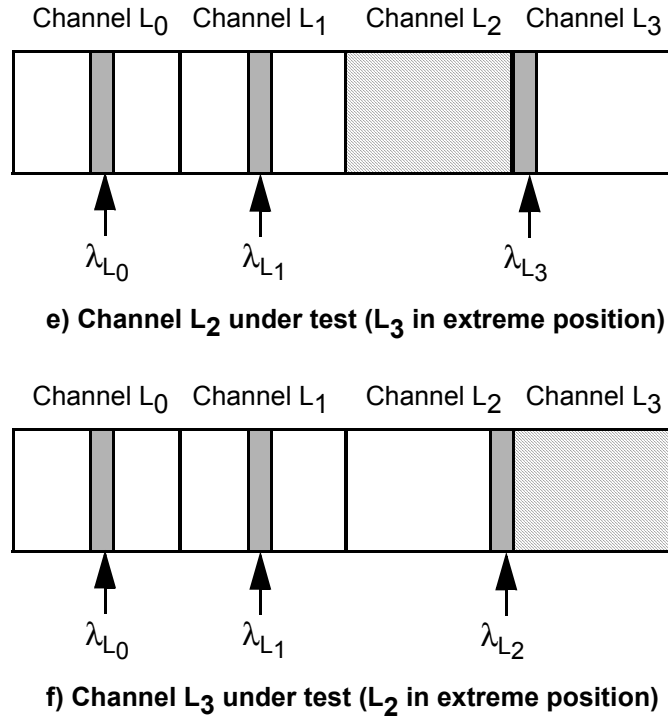 Channel L0 Channel L1 Channel L2 Channel L3
λL0 λL1 λL3
e) Channel L2 under test (L3 in extreme position)
Channel L0 Channel L1 Channel L2 Channel L3
λL0 λL1 λL2
f) Channel L3 under test (L2 in extreme position)